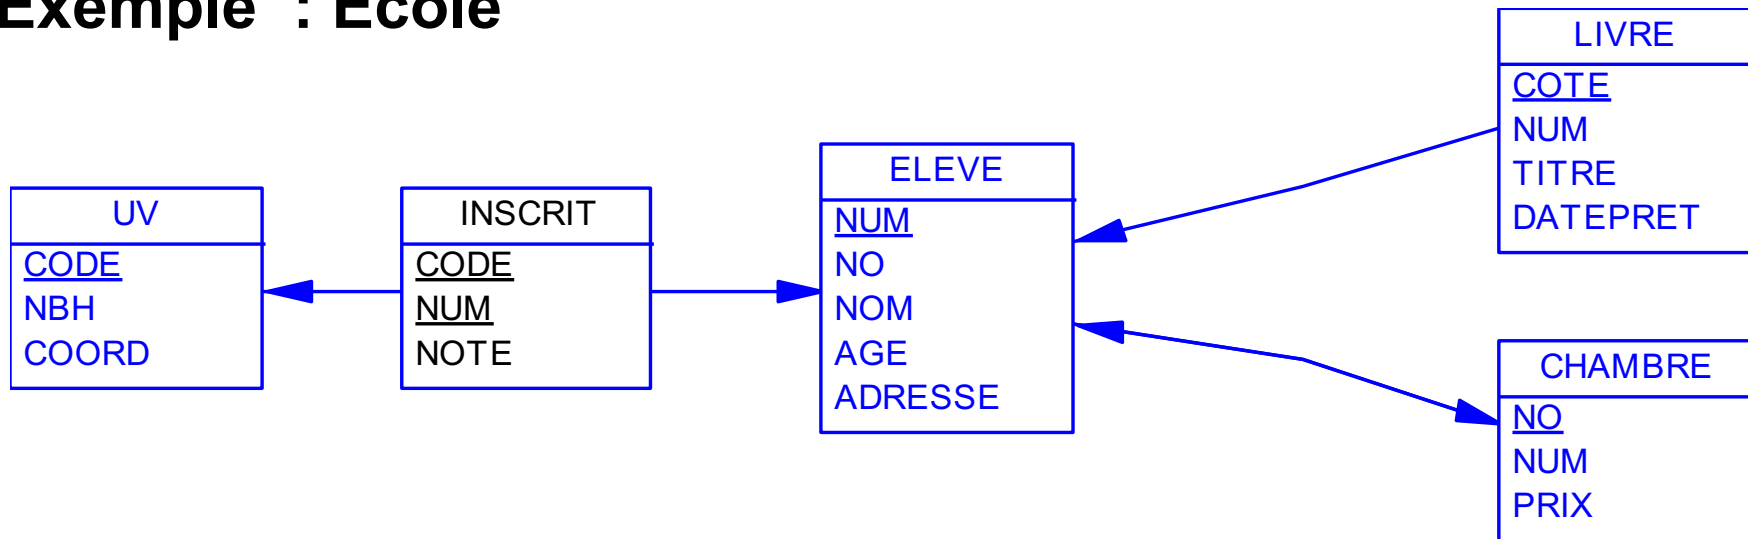 Exemple : Ecole
UV
CODE
NBH
COORD
INSCRIT
CODE
NUM
NOTE
ELEVE
NUM
NO
NOM
AGE
ADRESSE
LIVRE
COTE
NUM
TITRE
DATEPRET
CHAMBRE
NO
NUM
PRIX